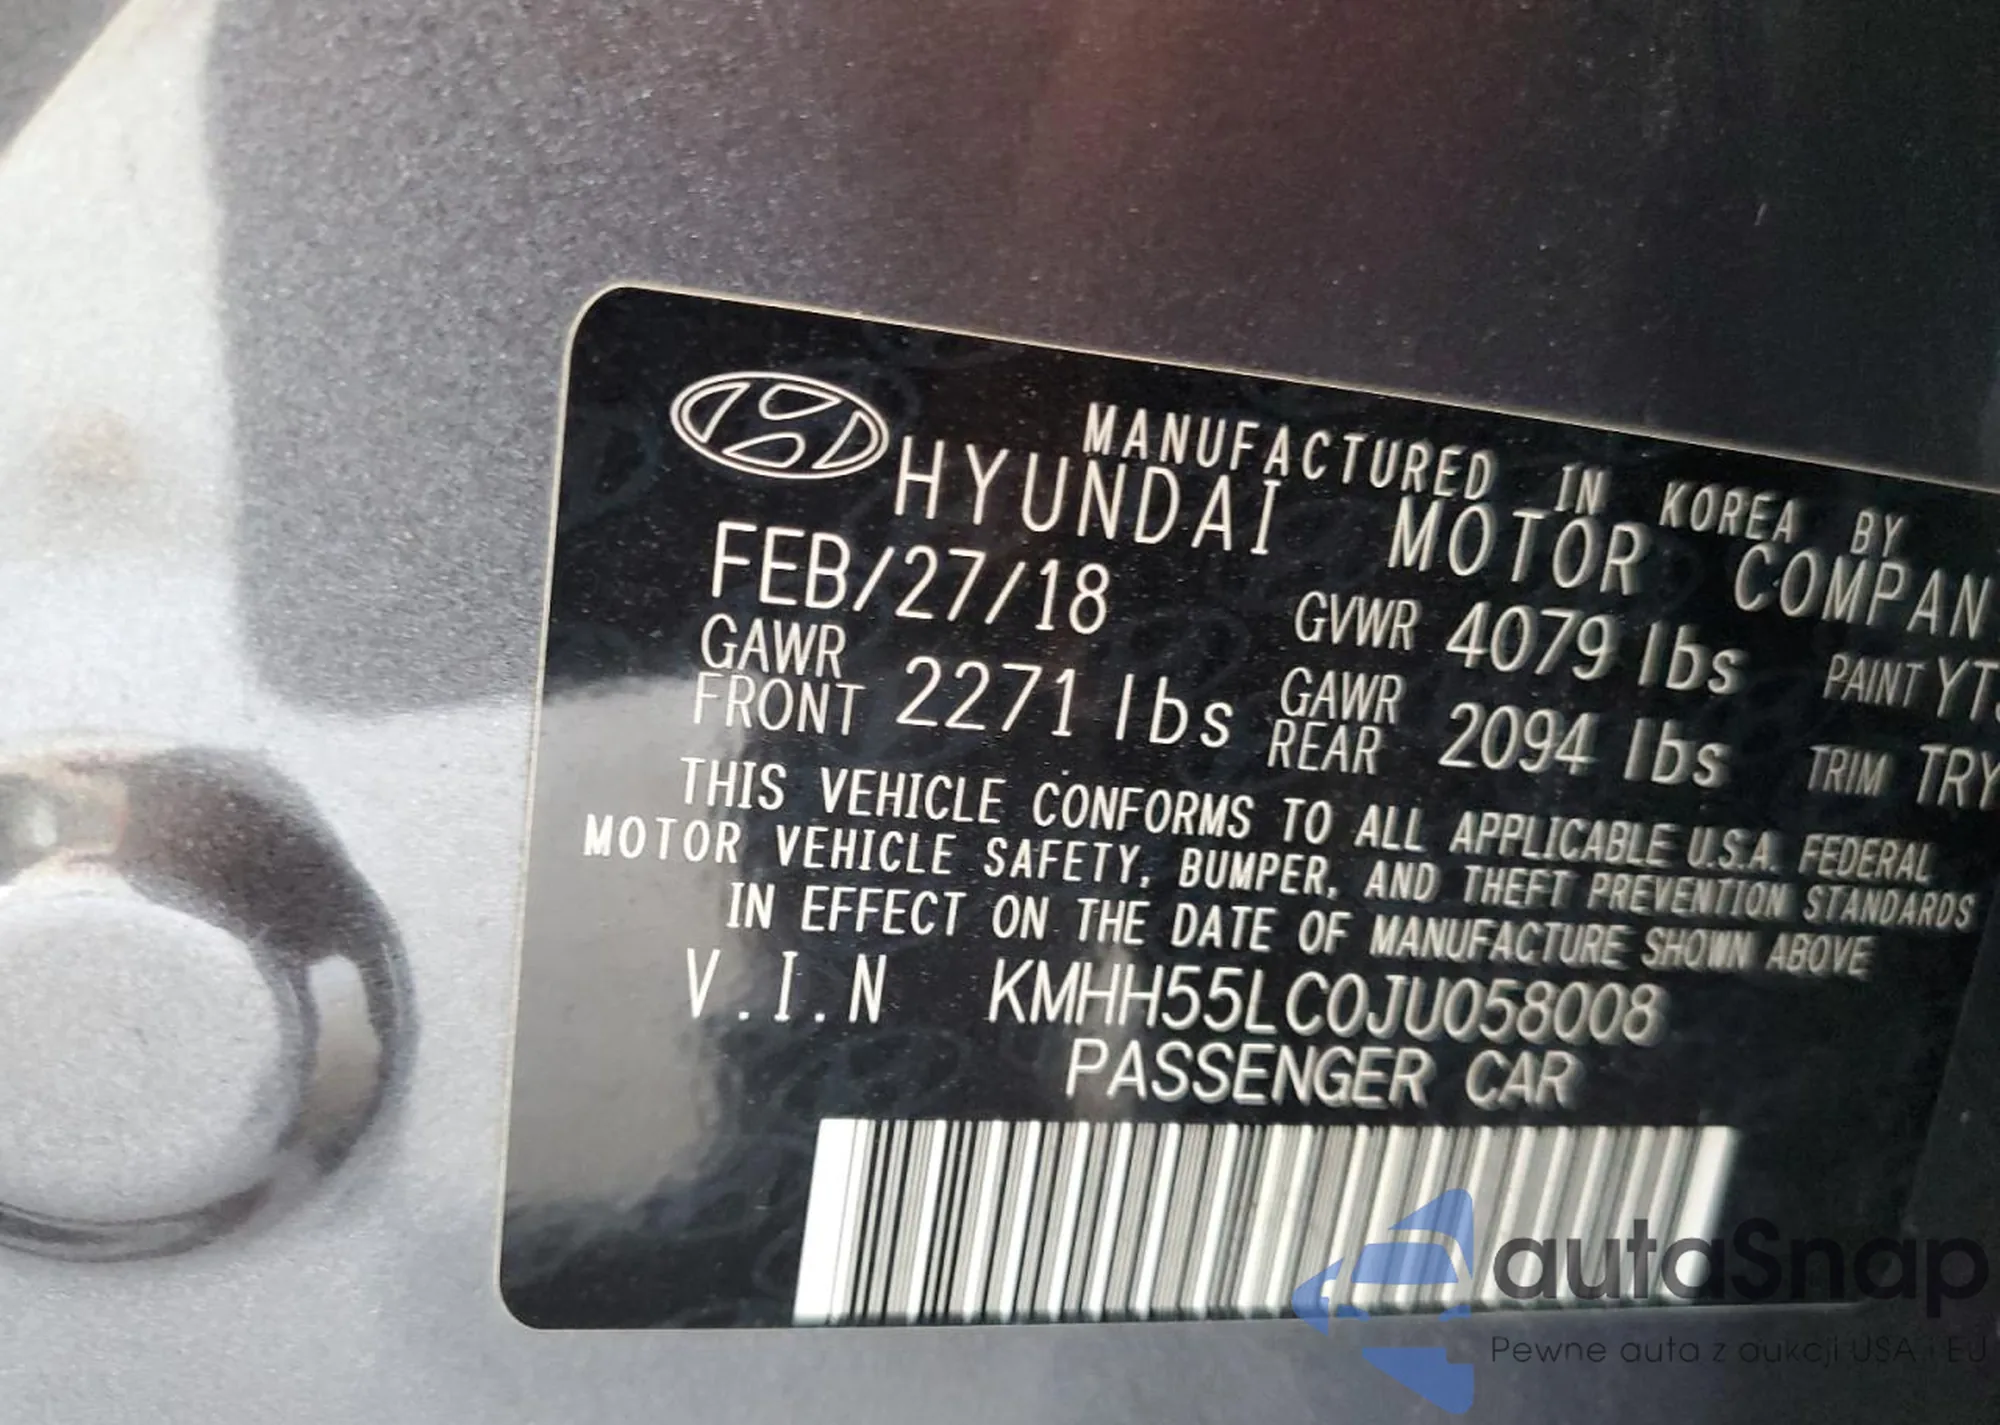 MANUFACTURED IN KOREA BY
HYUNDAI MOTOR COMPAN
FEB/27/18 GVWR 4079 lbs PAINT
GAWR FRONT 2271 lbs GAWR REAR 2094 lbs TRIM TRY
THIS VEHICLE CONFORMS TO ALL APPLICABLE U.S.A. FEDERAL
MOTOR VEHICLE SAFETY, BUMPER, AND THEFT PREVENTION STANDARDS
IN EFFECT ON THE DATE OF MANUFACTURE SHOWN ABOVE
V.I.N KMHH55LC0JU058008
PASSENGER CAR
autaSnap
Pewne auta z aukcji USA i EU